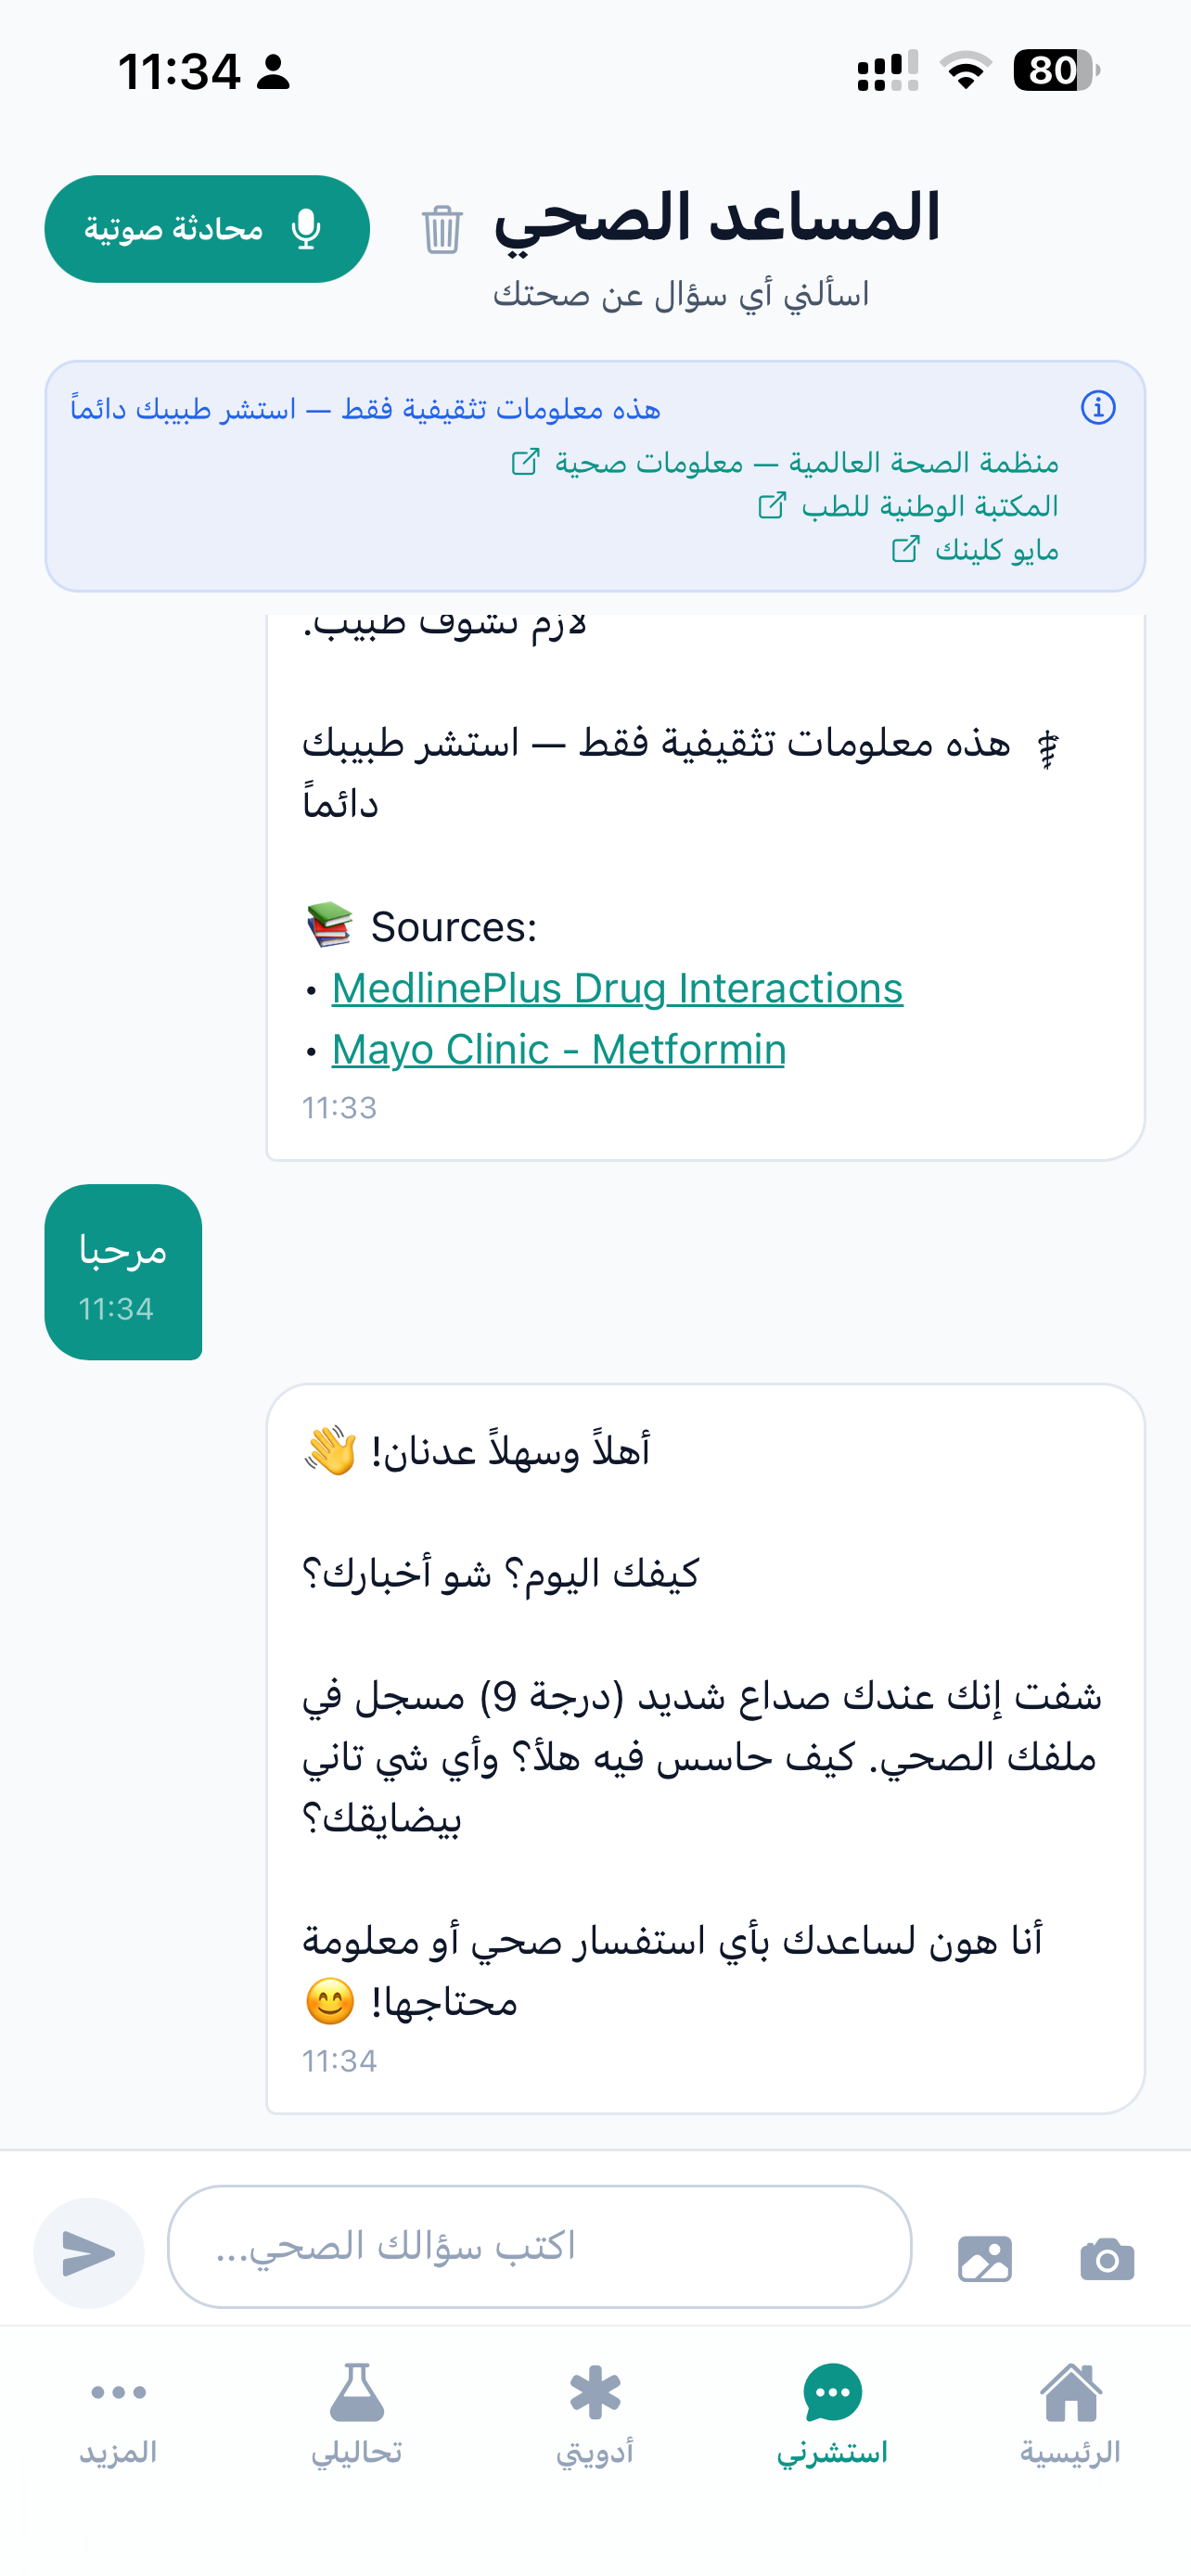 11:34
80
المساعد الصحي
اسألني أي سؤال عن صحتك
محادثة صوتية
هذه معلومات تثقيفية فقط — استشر طبيبك دائماً
منظمة الصحة العالمية — معلومات صحية
المكتبة الوطنية للطب
مايو كلينك
لازم تشوف طبيب.
⚕ هذه معلومات تثقيفية فقط — استشر طبيبك
دائماً
📚 Sources:
• MedlinePlus Drug Interactions
• Mayo Clinic - Metformin
11:33
مرحبا
11:34
أهلاً وسهلاً عدنان! 👋
كيفك اليوم؟ شو أخبارك؟
شفت إنك عندك صداع شديد (درجة 9) مسجل في
ملفك الصحي. كيف حاسس فيه هلأ؟ وأي شي تاني
بيضايقك؟
أنا هون لساعدك بأي استفسار صحي أو معلومة
محتاجها! 😊
11:34
اكتب سؤالك الصحي...
الرئيسية
استشرني
أدويتي
تحاليلي
المزيد